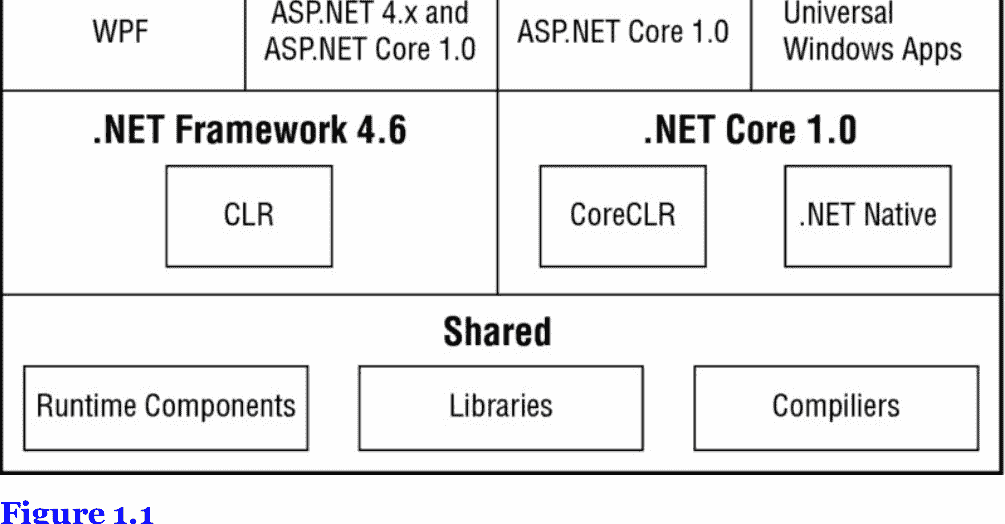 WPF
ASP.NET 4.x and
ASP.NET Core 1.0
ASP.NET Core 1.0
Universal
Windows Apps
.NET Framework 4.6
.NET Core 1.0
CLR
CoreCLR
.NET Native
Shared
Runtime Components
Libraries
Compiliers
Figure 1.1